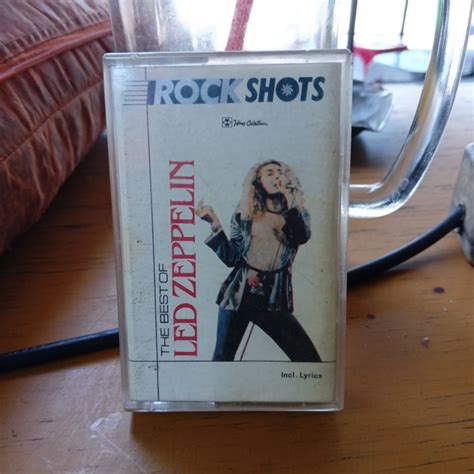 ROCK SHOTS
THE BEST OF
LED ZEPPELIN
Incl. Lyrics